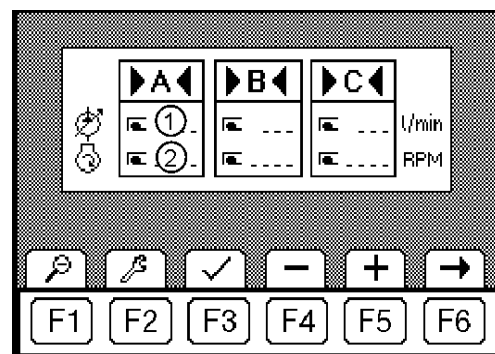 A B C
1 . _ _ _ _ _ _ l/min
2 . _ _ _ _ _ _ _ _ RPM
F1 F2 F3 F4 F5 F6